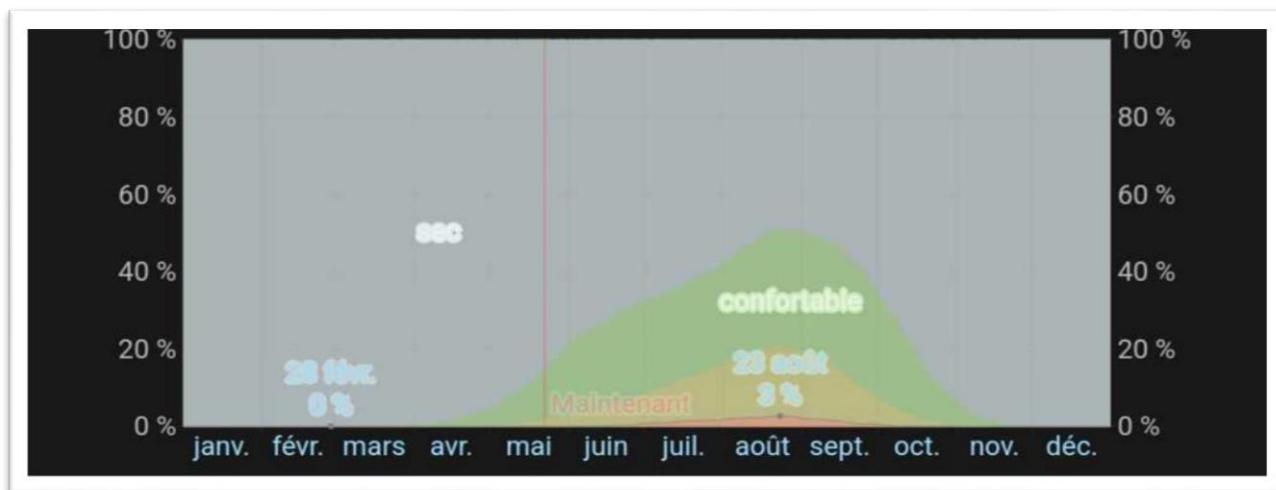 100 % 100 %
80 % 80 %
60 % 60 %
sec
40 % 40 %
confortable
20 % 20 %
28 févr. 23 août
0 % 3 %
Maintenant
0 % 0 %
janv. févr. mars avr. mai juin juil. août sept. oct. nov. déc.